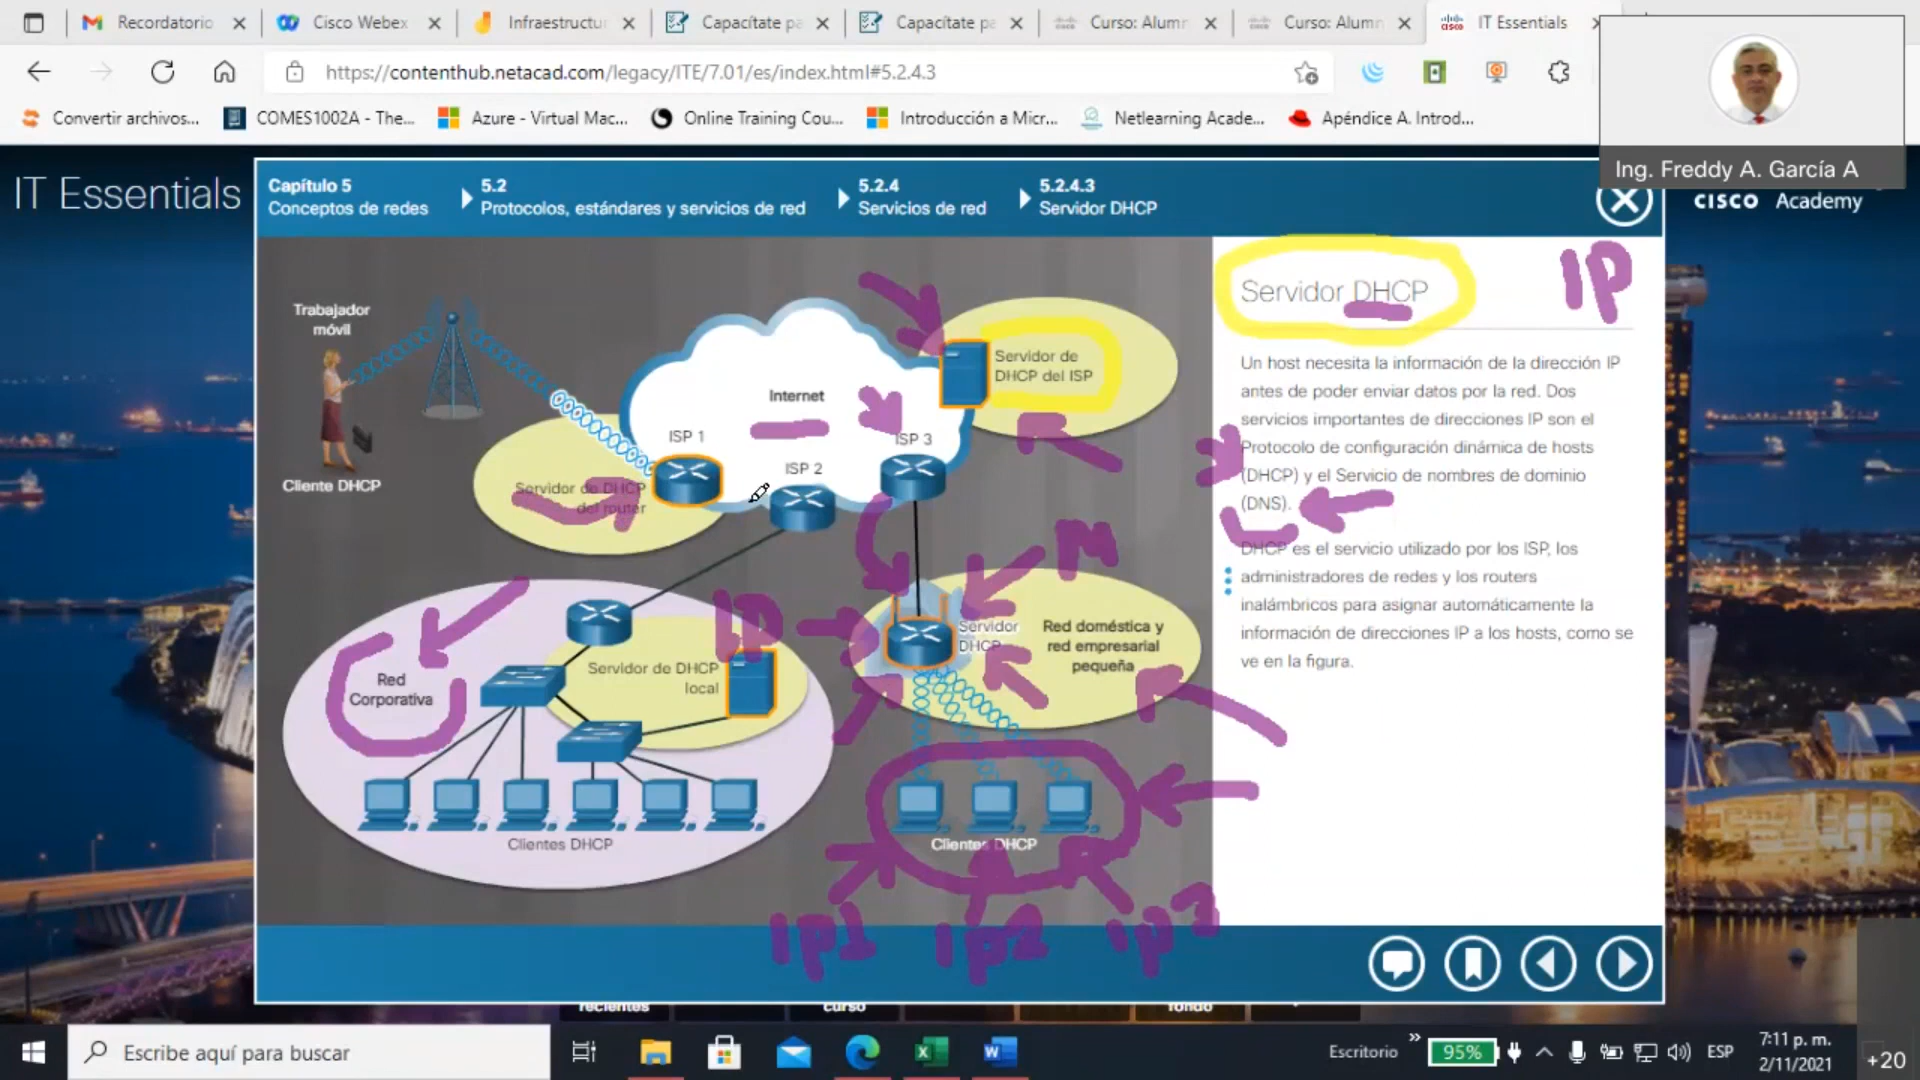 Recordatorio
Cisco Webex
Infraestructu
Capacítate pa
Capacítate pa
Curso: Alumn
Curso: Alumn
IT Essentials
https://contenthub.netacad.com/legacy/ITE/7.01/es/index.html#5.2.4.3
Convertir archivos...
COMES1002A - The...
Azure - Virtual Mac...
Online Training Cou...
Introducción a Micr...
Netlearning Acade...
Apéndice A. Introd...
Ing. Freddy A. García A
IT Essentials
Capítulo 5
Conceptos de redes
5.2
Protocolos, estándares y servicios de red
5.2.4
Servicios de red
5.2.4.3
Servidor DHCP
CISCO Academy
Trabajador
móvil
Cliente DHCP
Internet
ISP 1
ISP 2
ISP 3
Servidor de
DHCP del ISP
Servidor de DHCP
del router
Red
Corporativa
Servidor de DHCP
local
IP
Clientes DHCP
Servidor
DHCP
Red doméstica y
red empresarial
pequeña
Clientes DHCP
IP1
IP2
IP3
Servidor DHCP
IP
Un host necesita la información de la dirección IP
antes de poder enviar datos por la red. Dos
servicios importantes de direcciones IP son el
Protocolo de configuración dinámica de hosts
(DHCP) y el Servicio de nombres de dominio
(DNS).
DHCP es el servicio utilizado por los ISP, los
administradores de redes y los routers
inalámbricos para asignar automáticamente la
información de direcciones IP a los hosts, como se
ve en la figura.
recientes
curso
fondo
Escribe aquí para buscar
Escritorio
95%
ESP
7:11 p. m.
2/11/2021
+20